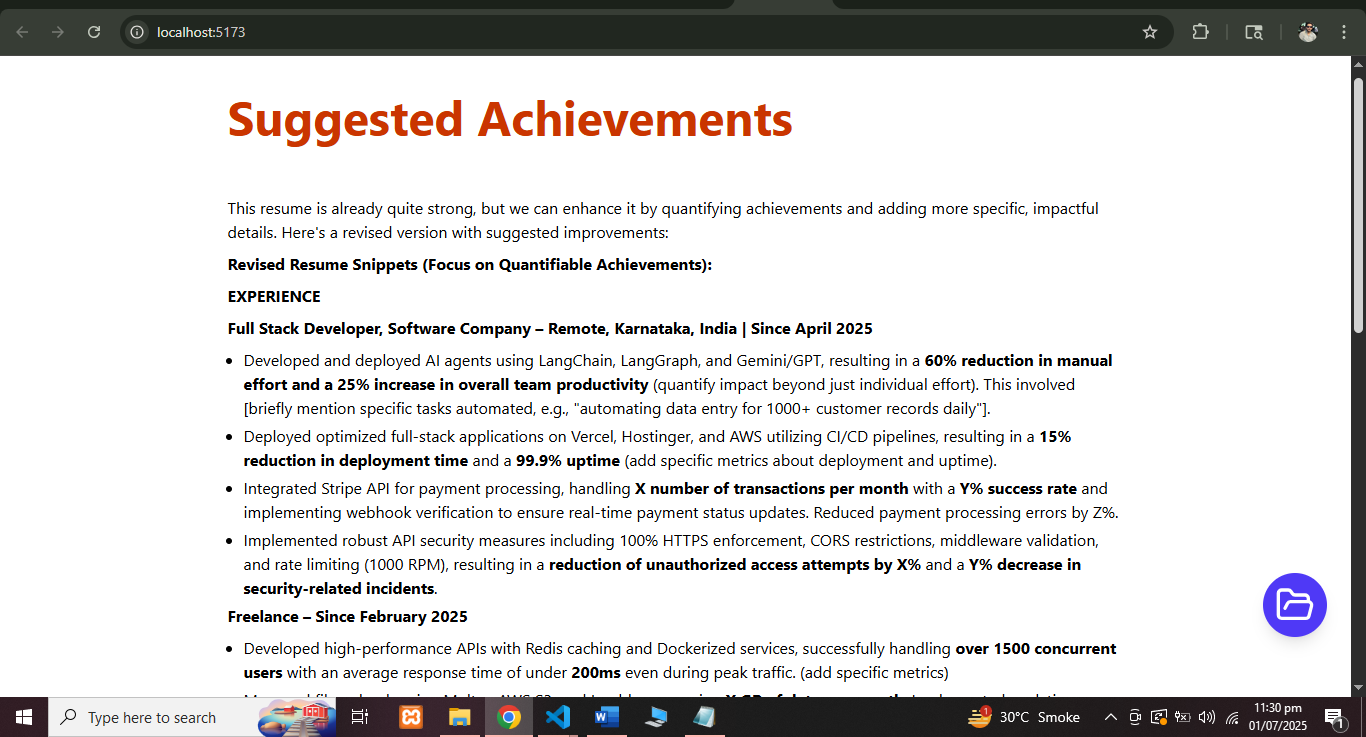 localhost:5173
Suggested Achievements
This resume is already quite strong, but we can enhance it by quantifying achievements and adding more specific, impactful
details. Here's a revised version with suggested improvements:
Revised Resume Snippets (Focus on Quantifiable Achievements):
EXPERIENCE
Full Stack Developer, Software Company – Remote, Karnataka, India | Since April 2025
• Developed and deployed AI agents using LangChain, LangGraph, and Gemini/GPT, resulting in a 60% reduction in manual
effort and a 25% increase in overall team productivity (quantify impact beyond just individual effort). This involved
[briefly mention specific tasks automated, e.g., "automating data entry for 1000+ customer records daily"].
• Deployed optimized full-stack applications on Vercel, Hostinger, and AWS utilizing CI/CD pipelines, resulting in a 15%
reduction in deployment time and a 99.9% uptime (add specific metrics about deployment and uptime).
• Integrated Stripe API for payment processing, handling X number of transactions per month with a Y% success rate and
implementing webhook verification to ensure real-time payment status updates. Reduced payment processing errors by Z%.
• Implemented robust API security measures including 100% HTTPS enforcement, CORS restrictions, middleware validation,
and rate limiting (1000 RPM), resulting in a reduction of unauthorized access attempts by X% and a Y% decrease in
security-related incidents.
Freelance – Since February 2025
• Developed high-performance APIs with Redis caching and Dockerized services, successfully handling over 1500 concurrent
users with an average response time of under 200ms even during peak traffic. (add specific metrics)
Type here to search
1
30°C Smoke
11:30 pm
01/07/2025
1